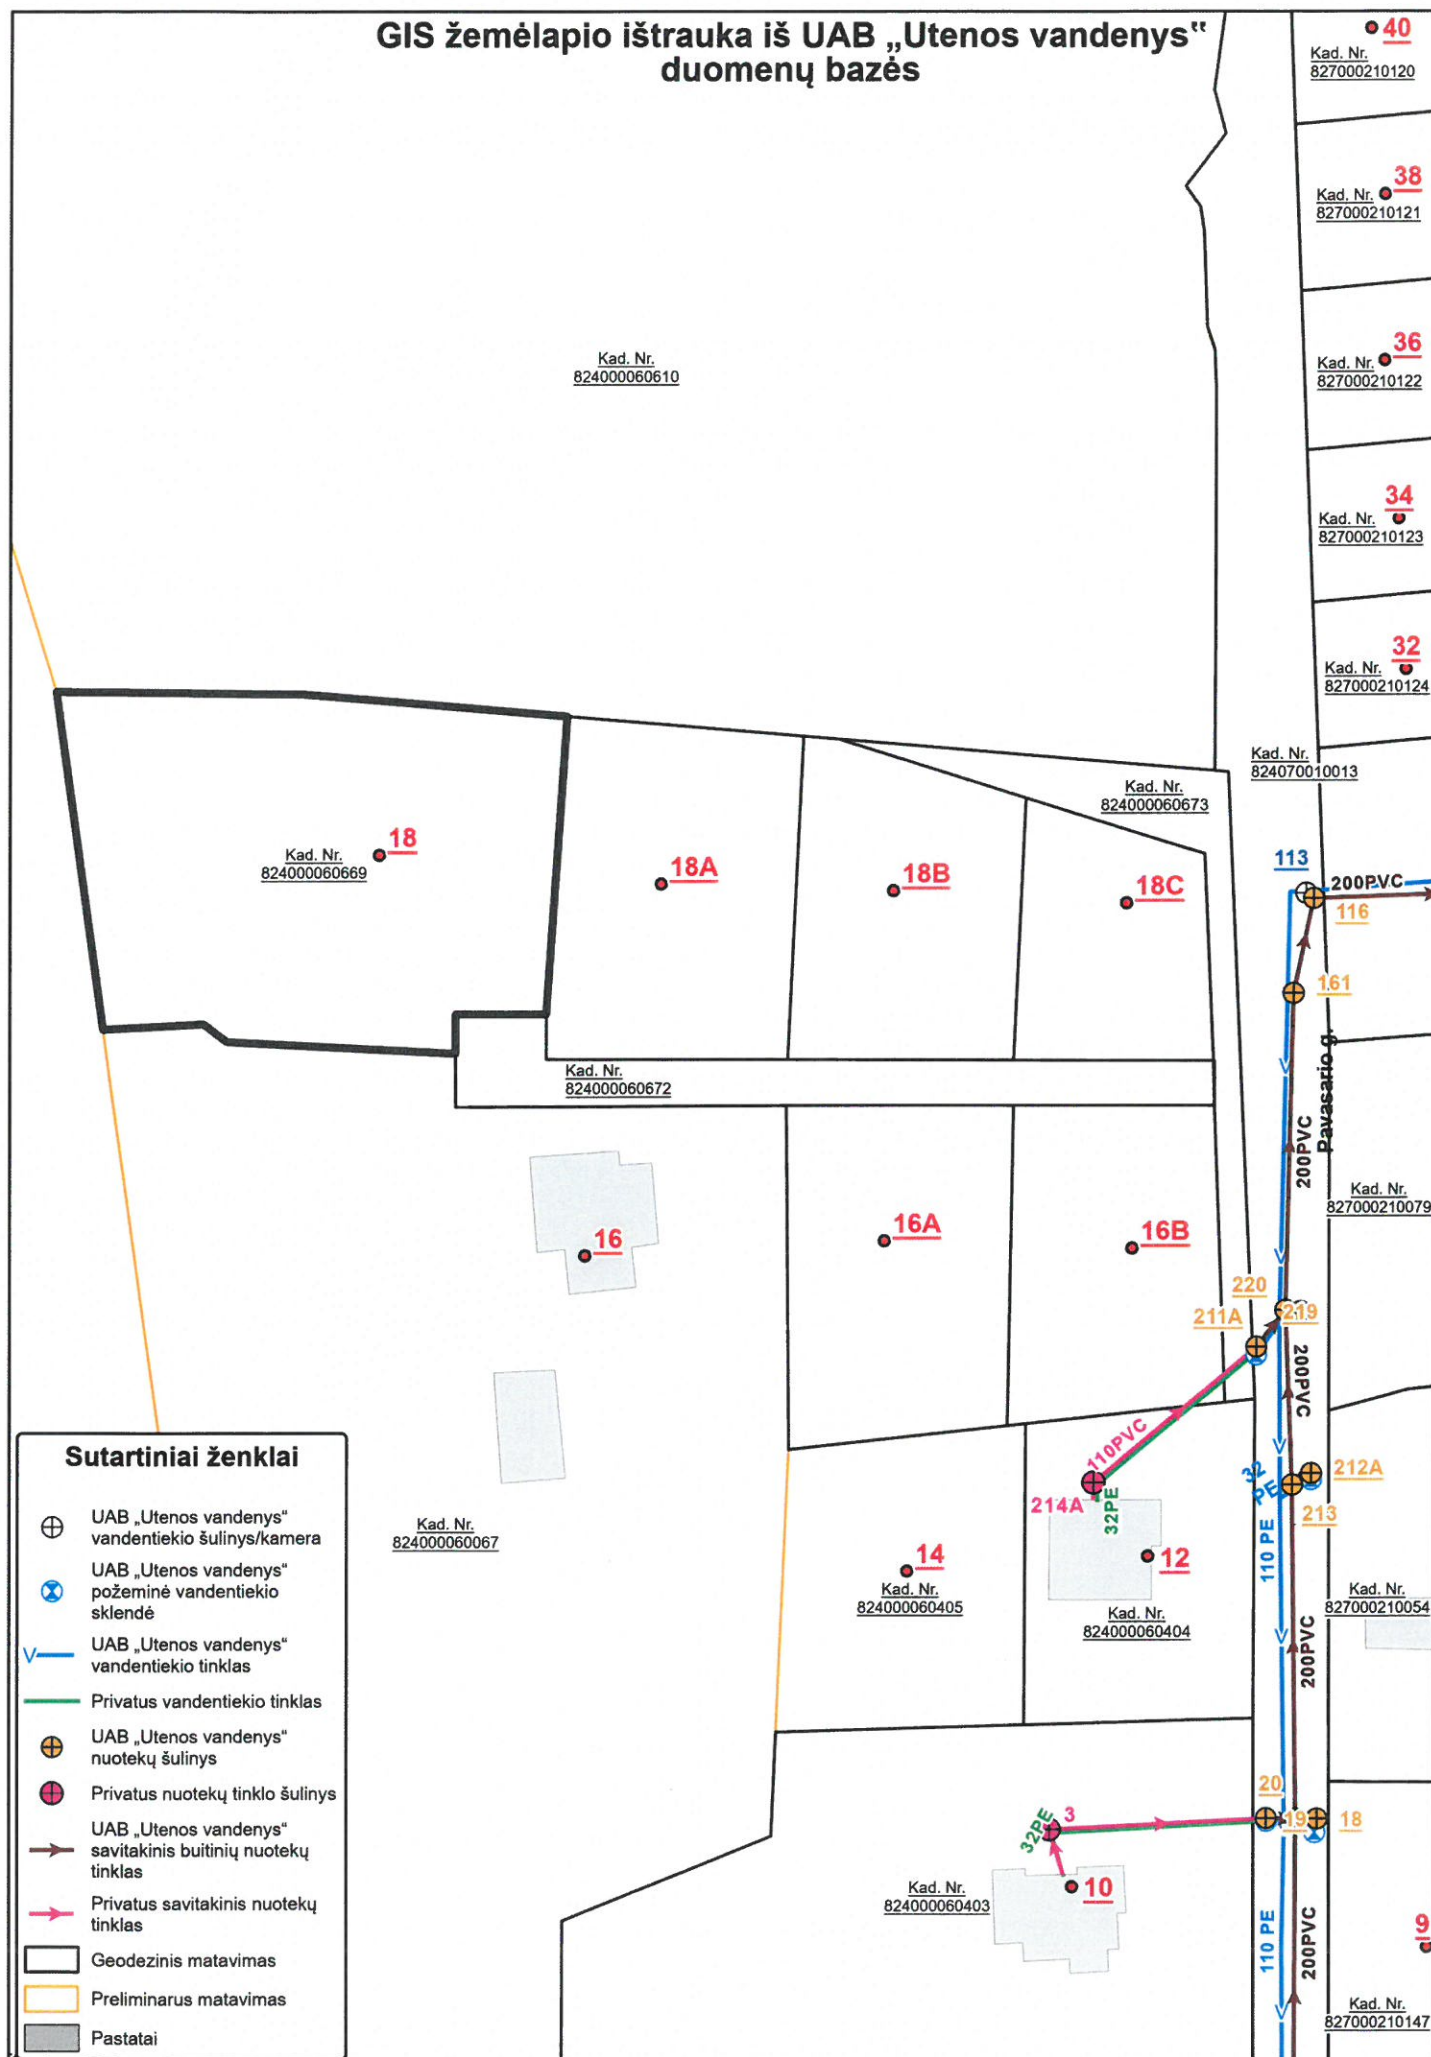 GIS žemėlapio ištrauka iš UAB „Utenos vandenys“
duomenų bazės
40
Kad. Nr.
827000210120
38
Kad. Nr.
827000210121
36
Kad. Nr.
827000210122
Kad. Nr.
824000060610
34
Kad. Nr.
827000210123
32
Kad. Nr.
827000210124
Kad. Nr.
824070010013
Kad. Nr.
824000060673
18
Kad. Nr.
824000060669
18A
18B
18C
113
200PVC
116
161
Pavasario g.
Kad. Nr.
824000060672
200PVC
Kad. Nr.
827000210079
16
16A
16B
220
219
211A
200PVC
110PVC
214A
32PE
32
PE
212A
213
110 PE
Kad. Nr.
824000060067
14
Kad. Nr.
824000060405
12
Kad. Nr.
824000060404
Kad. Nr.
827000210054
200PVC
20
19
18
3
32PE
10
Kad. Nr.
824000060403
110 PE
200PVC
9
Kad. Nr.
827000210147
Sutartiniai ženklai
UAB „Utenos vandenys“
vandentiekio šulinys/kamera
UAB „Utenos vandenys“
požeminė vandentiekio
sklendė
V
UAB „Utenos vandenys“
vandentiekio tinklas
Privatus vandentiekio tinklas
UAB „Utenos vandenys“
nuotekų šulinys
Privatus nuotekų tinklo šulinys
UAB „Utenos vandenys“
savitakinis buitinių nuotekų
tinklas
Privatus savitakinis nuotekų
tinklas
Geodezinis matavimas
Preliminarus matavimas
Pastatai